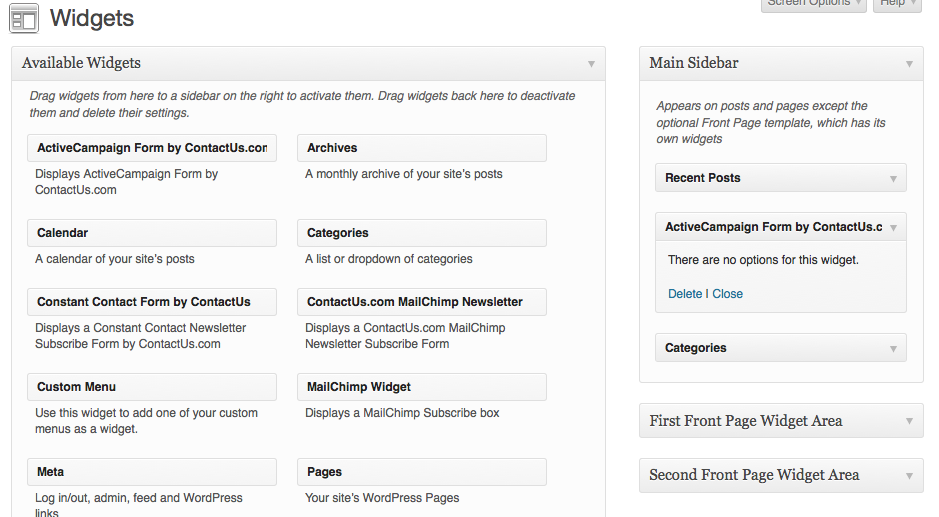 Screen Options
Help
Widgets
Available Widgets
Drag widgets from here to a sidebar on the right to activate them. Drag widgets back here to deactivate
them and delete their settings.
ActiveCampaign Form by ContactUs.con
Displays ActiveCampaign Form by
ContactUs.com
Archives
A monthly archive of your site's posts
Calendar
A calendar of your site's posts
Categories
A list or dropdown of categories
Constant Contact Form by ContactUs
Displays a Constant Contact Newsletter
Subscribe Form by ContactUs.com
ContactUs.com MailChimp Newsletter
Displays a ContactUs.com MailChimp
Newsletter Subscribe Form
Custom Menu
Use this widget to add one of your custom
menus as a widget.
MailChimp Widget
Displays a MailChimp Subscribe box
Meta
Log in/out, admin, feed and WordPress
links
Pages
Your site's WordPress Pages
Main Sidebar
Appears on posts and pages except the
optional Front Page template, which has its
own widgets
Recent Posts
ActiveCampaign Form by ContactUs.c
There are no options for this widget.
Delete | Close
Categories
First Front Page Widget Area
Second Front Page Widget Area